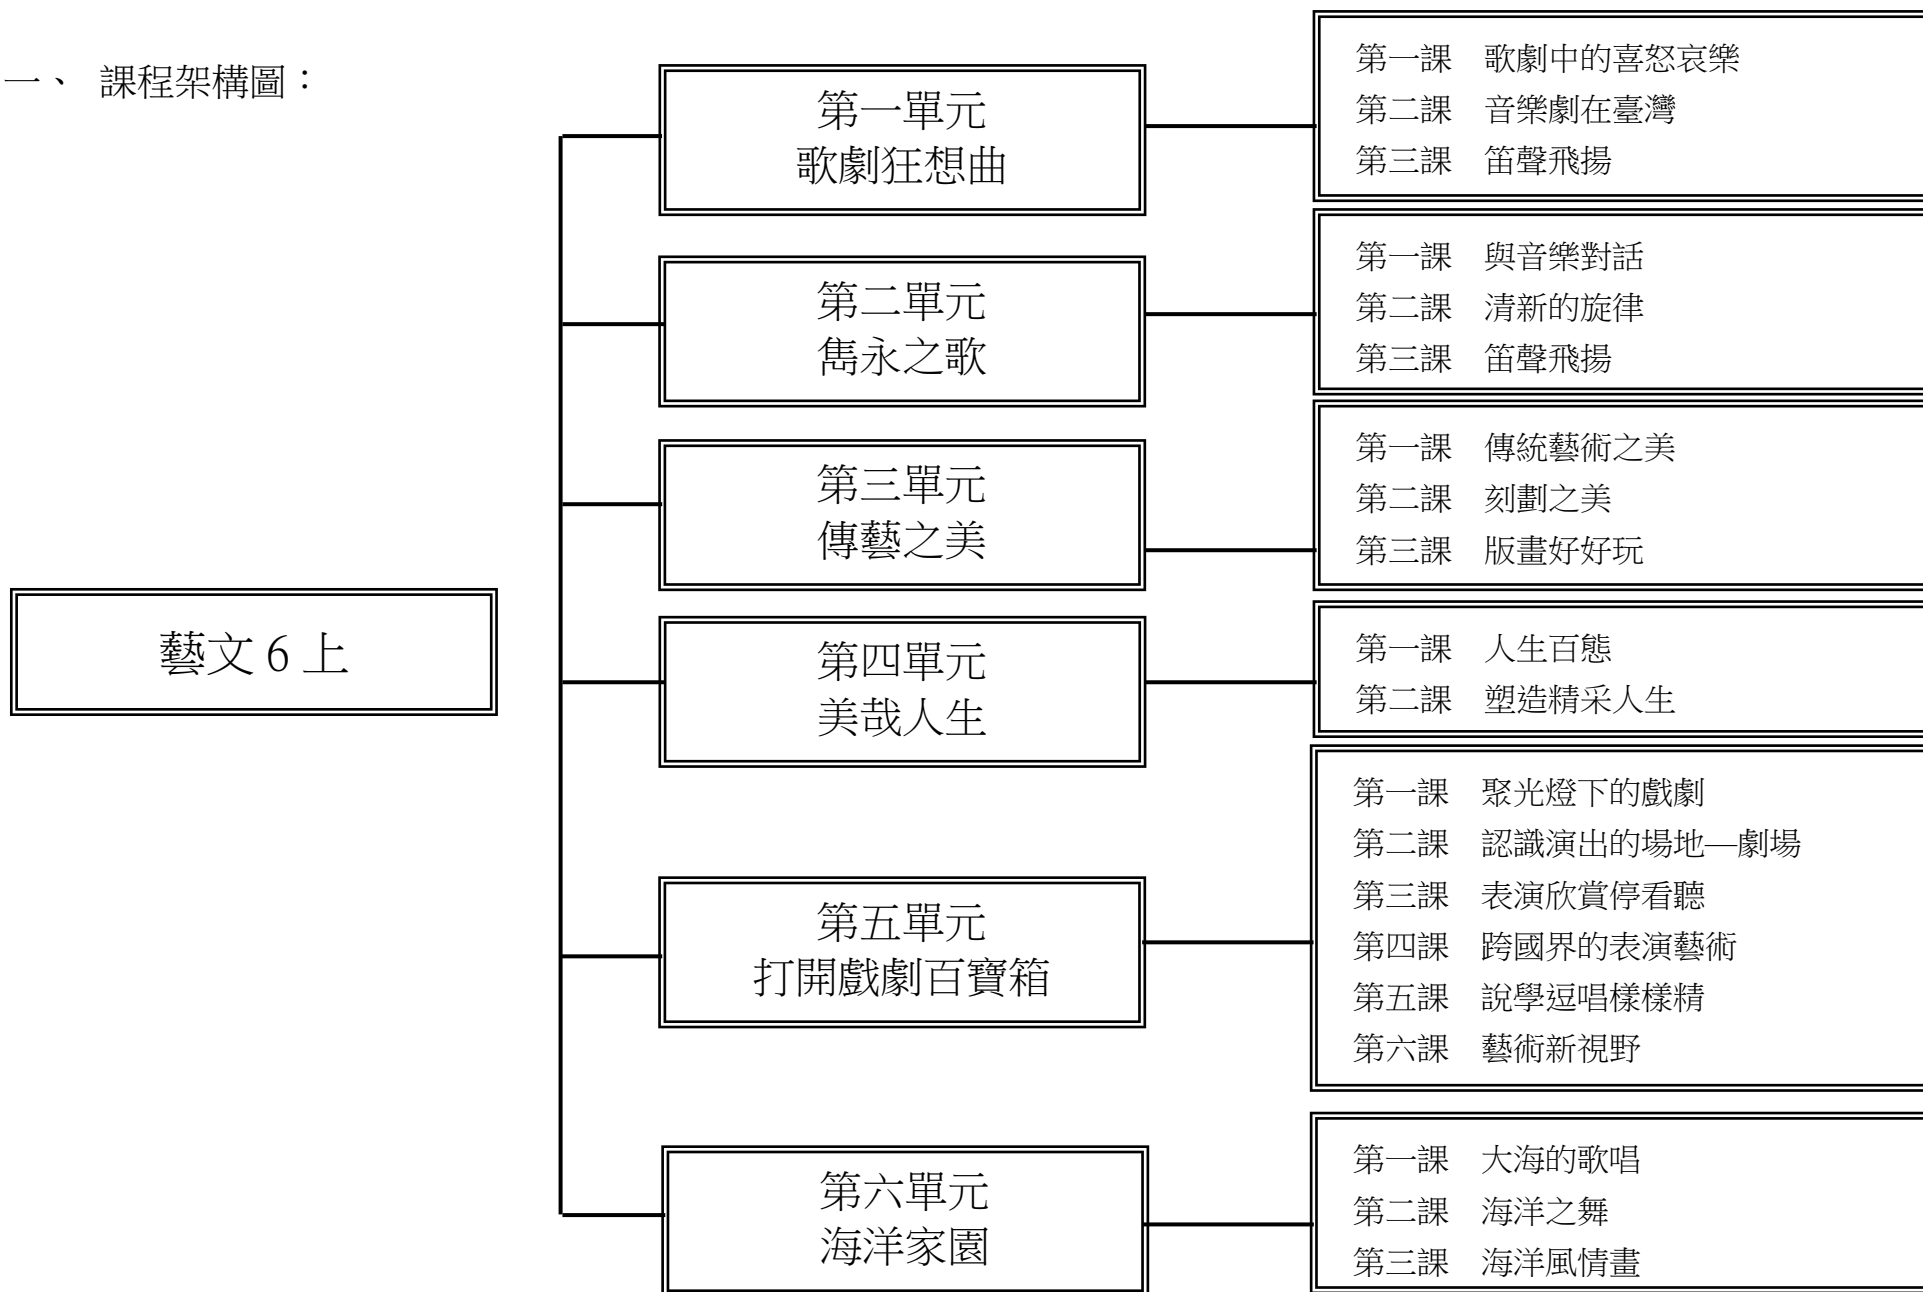 一、 課程架構圖：
藝文 6 上
第一單元
歌劇狂想曲
第一課 歌劇中的喜怒哀樂
第二課 音樂劇在臺灣
第三課 笛聲飛揚
第二單元
雋永之歌
第一課 與音樂對話
第二課 清新的旋律
第三課 笛聲飛揚
第三單元
傳藝之美
第一課 傳統藝術之美
第二課 刻劃之美
第三課 版畫好好玩
第四單元
美哉人生
第一課 人生百態
第二課 塑造精采人生
第五單元
打開戲劇百寶箱
第一課 聚光燈下的戲劇
第二課 認識演出的場地—劇場
第三課 表演欣賞停看聽
第四課 跨國界的表演藝術
第五課 說學逗唱樣樣精
第六課 藝術新視野
第六單元
海洋家園
第一課 大海的歌唱
第二課 海洋之舞
第三課 海洋風情畫